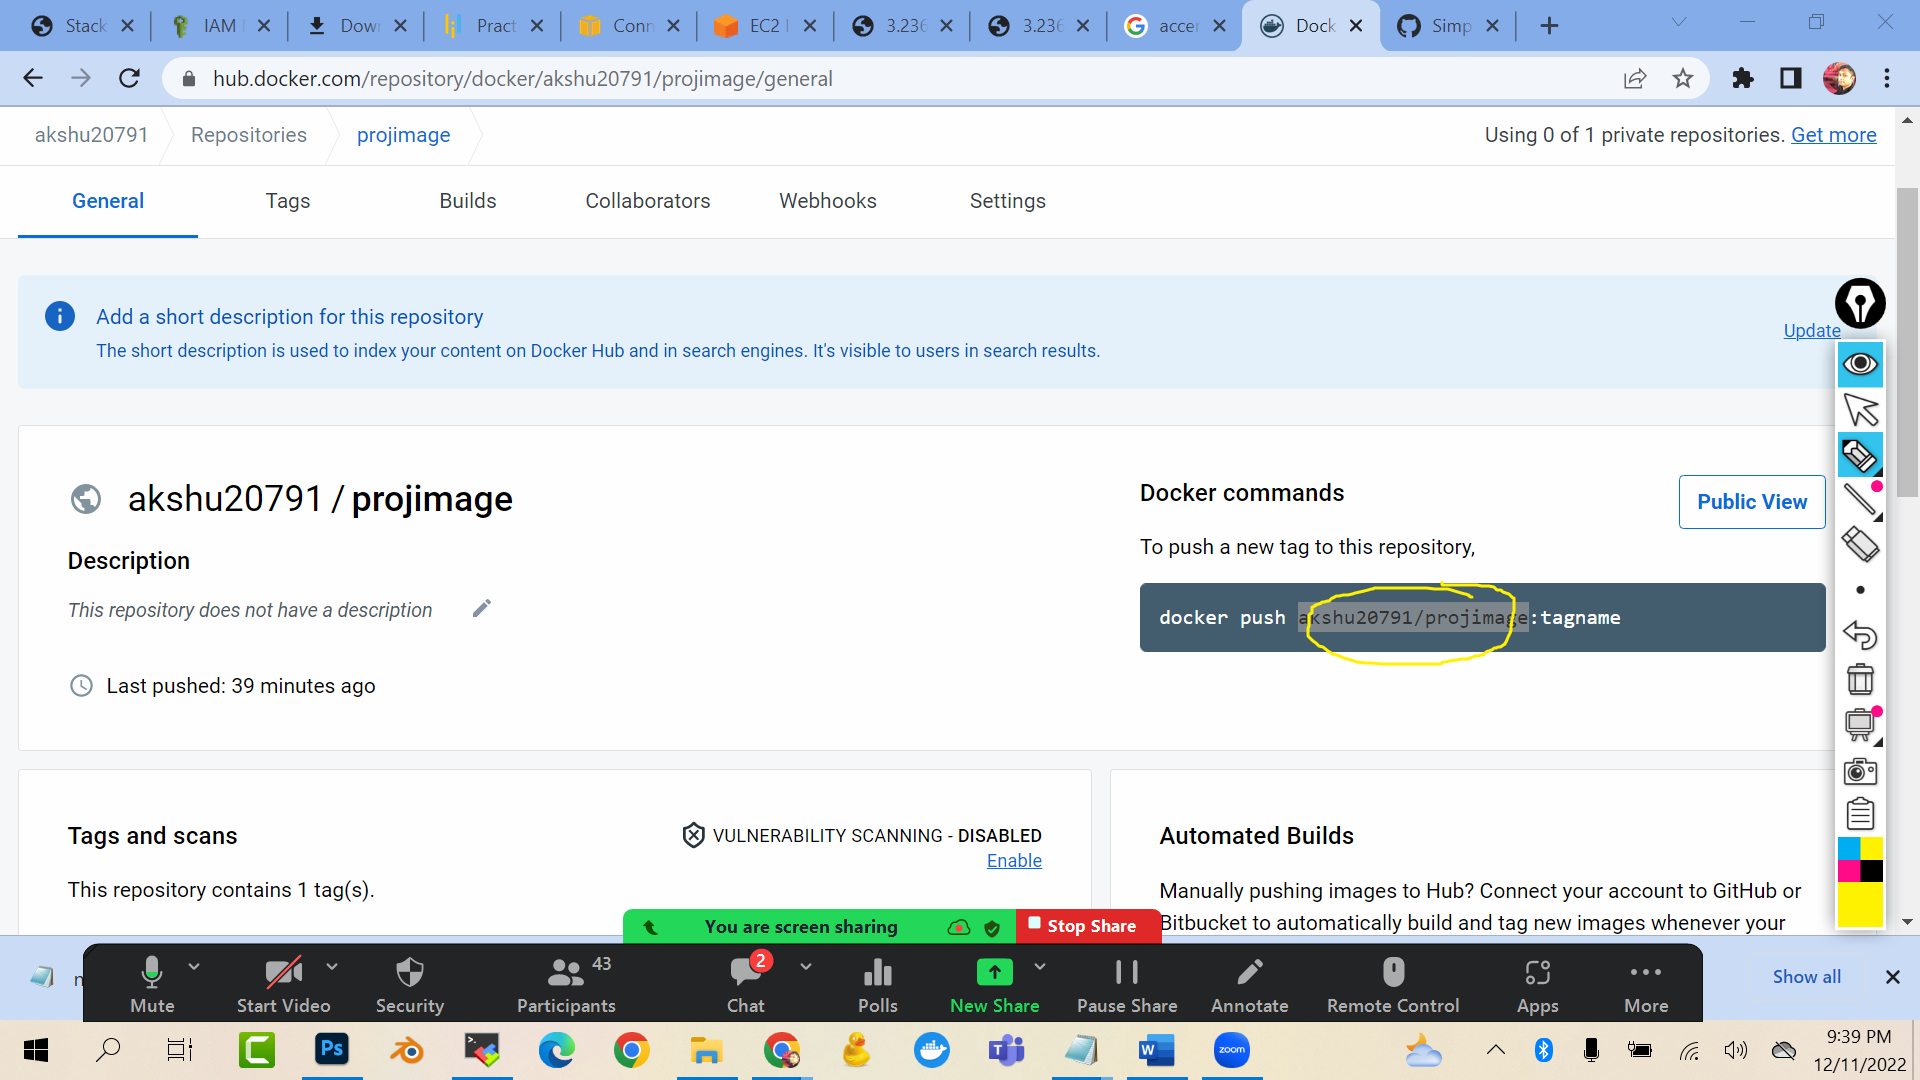 Stack
IAM
Dow
Pract
Conn
EC2 I
3.236
3.236
accer
Dock
Simp
hub.docker.com/repository/docker/akshu20791/projimage/general
akshu20791
Repositories
projimage
Using 0 of 1 private repositories. Get more
General
Tags
Builds
Collaborators
Webhooks
Settings
Add a short description for this repository
The short description is used to index your content on Docker Hub and in search engines. It's visible to users in search results.
Update
akshu20791 / projimage
Description
This repository does not have a description
Last pushed: 39 minutes ago
Docker commands
Public View
To push a new tag to this repository,
docker push akshu20791/projimage:tagname
Tags and scans
VULNERABILITY SCANNING - DISABLED
Enable
This repository contains 1 tag(s).
Automated Builds
Manually pushing images to Hub? Connect your account to GitHub or
Bitbucket to automatically build and tag new images whenever your
You are screen sharing
Stop Share
Mute
Start Video
Security
43
Participants
2
Chat
Polls
New Share
Pause Share
Annotate
Remote Control
Apps
More
Show all
Ps
W
zoom
9:39 PM
12/11/2022